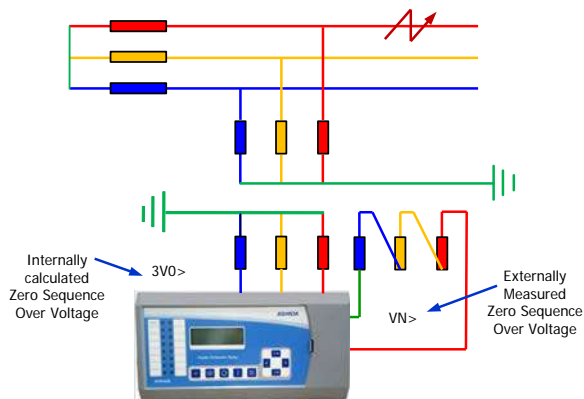 Internally
calculated
Zero Sequence
Over Voltage
3V0>
VN>
Externally
Measured
Zero Sequence
Over Voltage
ASHIDA